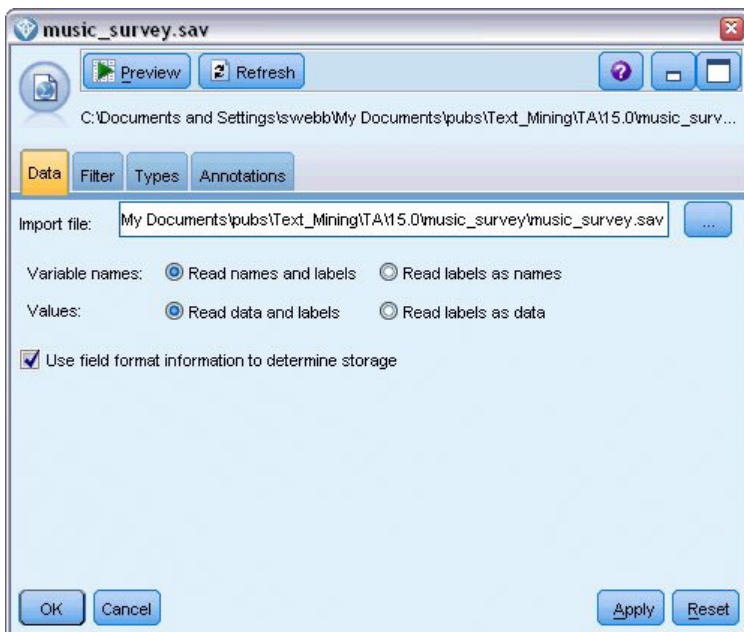 music_survey.sav
Preview Refresh
C:\Documents and Settings\swebb\My Documents\pubs\Text_Mining\TA\15.0\music_surv...
Data Filter Types Annotations
Import file: My Documents\pubs\Text_Mining\TA\15.0\music_survey\music_survey.sav ...
Variable names: Read names and labels Read labels as names
Values: Read data and labels Read labels as data
Use field format information to determine storage
OK Cancel Apply Reset